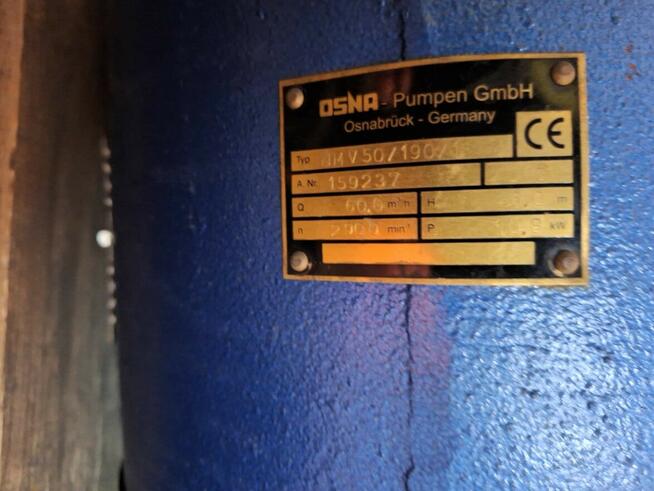 OSNA - Pumpen GmbH
Osnabrück - Germany
CE
Typ
A. Nr. 159237
Q 60,0 m³/h H m
n min⁻¹ P kW